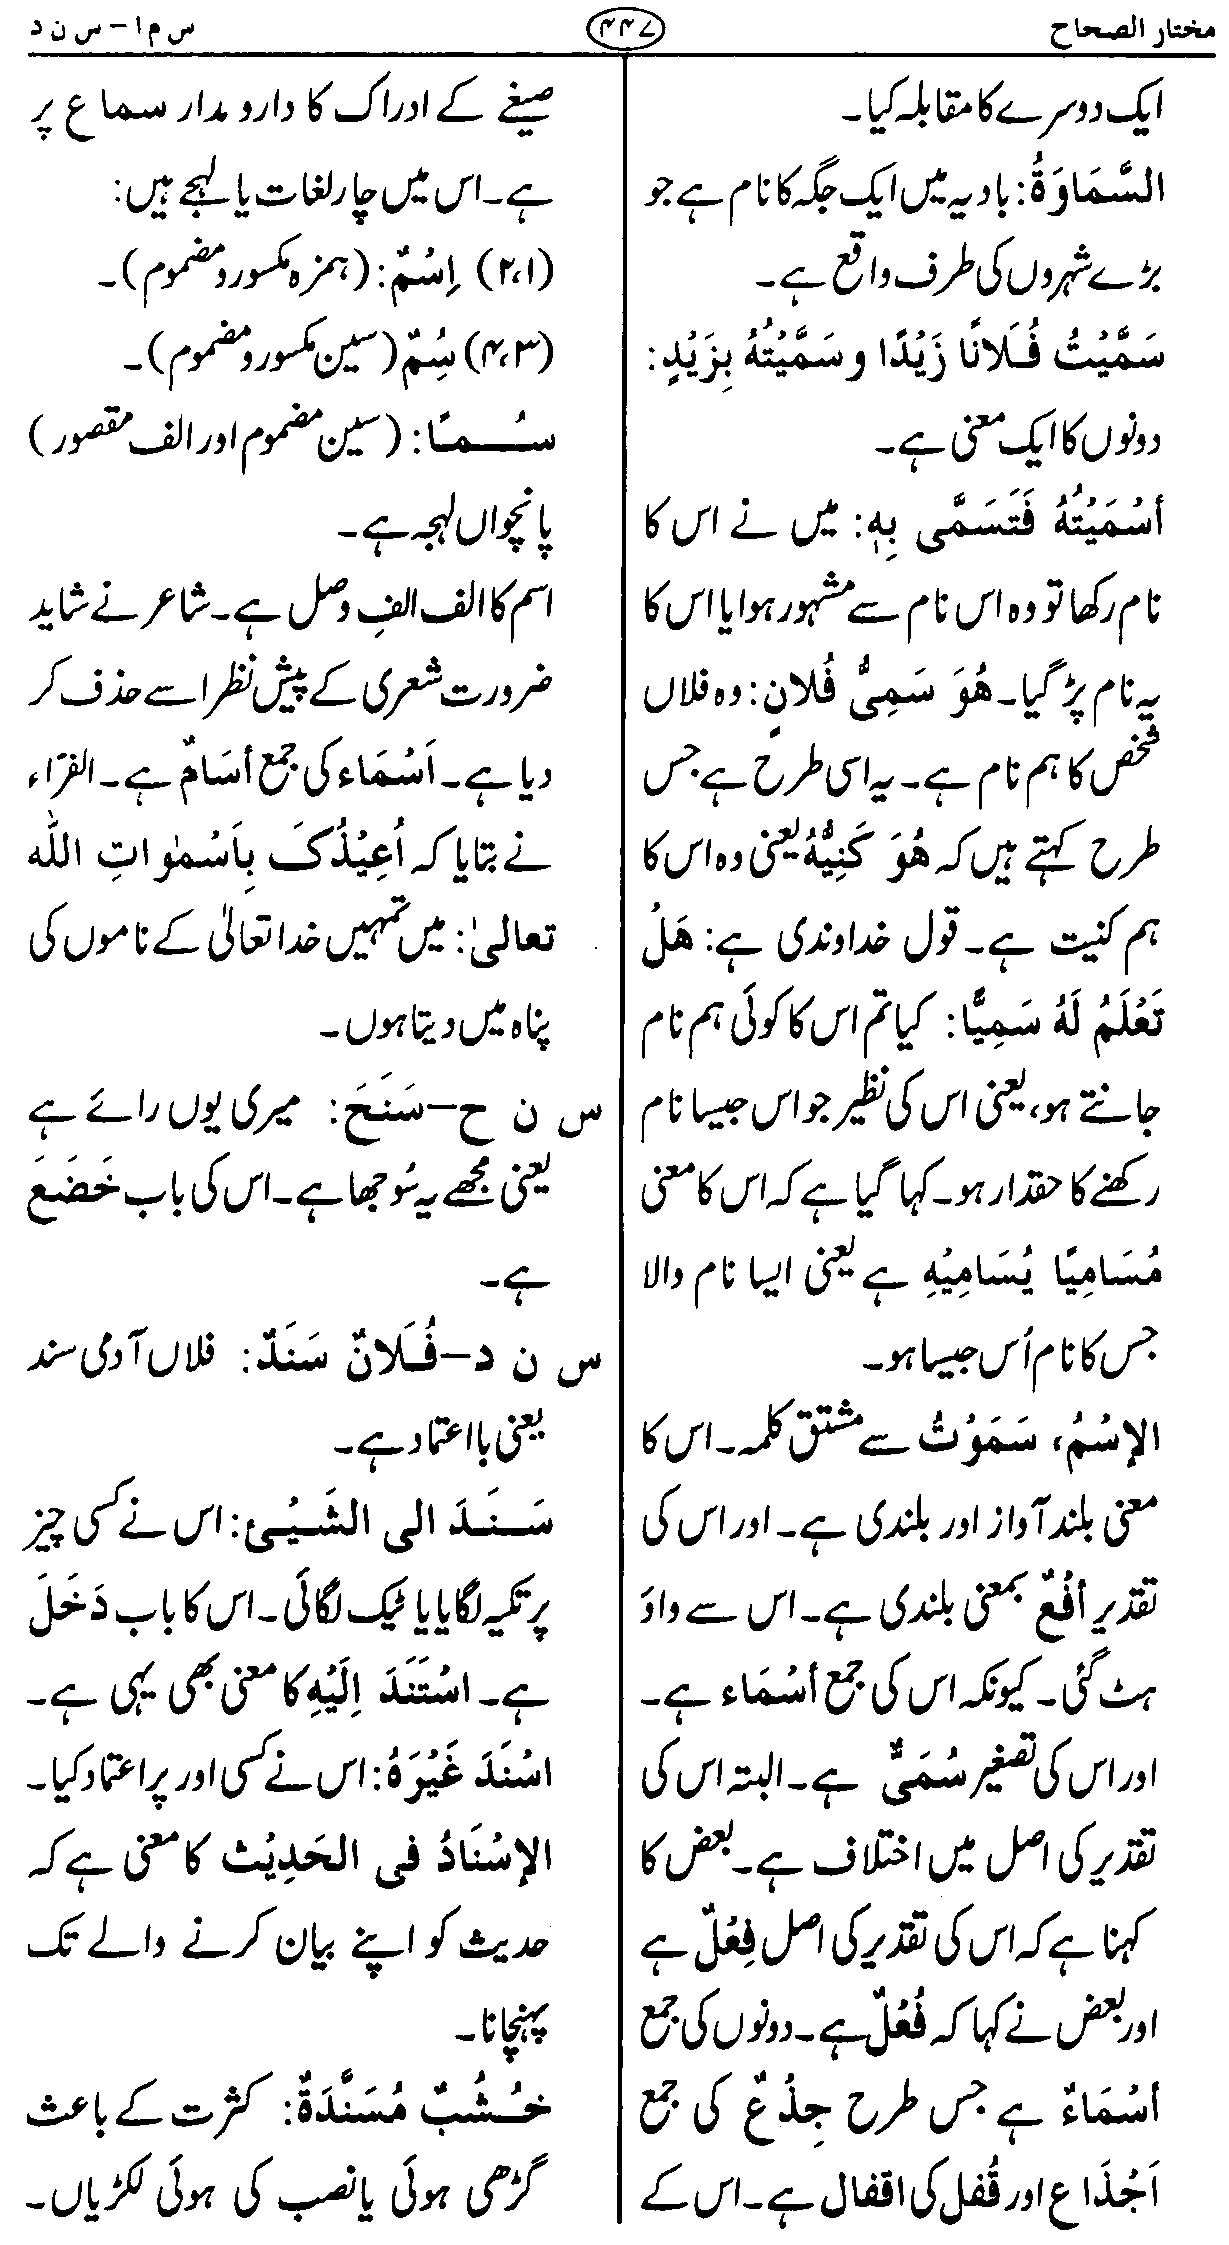 مختار الصحاح
۴۴۷
س م ا – س ن د
ایک دوسرے کا مقابلہ کیا۔
السَّمَاوَةُ: بادیہ میں ایک جگہ کا نام ہے جو
بڑے شہروں کی طرف واقع ہے۔
سَمَّيْتُ فُلَانًا زَيْدًا و سَمَّيْتُهُ بِزَيْدٍ:
دونوں کا ایک معنی ہے۔
أسْمَيْتُهُ فَتَسَمَّى بِهٖ: میں نے اس کا
نام رکھا تو وہ اس نام سے مشہور ہوا یا اس کا
یہ نام پڑ گیا۔ هُوَ سَمِيُّ فُلانٍ: وہ فلاں
شخص کا ہم نام ہے۔ یہ اسی طرح ہے جس
طرح کہتے ہیں کہ هُوَ كَنِيُّهُ یعنی وہ اس کا
ہم کنیت ہے۔ قول خداوندی ہے: هَلْ
تَعْلَمُ لَهُ سَمِيًّا: کیا تم اس کا کوئی ہم نام
جانتے ہو، یعنی اس کی نظیر جو اس جیسا نام
رکھنے کا حقدار ہو۔ کہا گیا ہے کہ اس کا معنی
مُسَامِيًا يُسَامِيْهِ ہے یعنی ایسا نام والا
جس کا نام اُس جیسا ہو۔
الإسْمُ، سَمَوْتُ سے مشتق کلمہ۔ اس کا
معنی بلند آواز اور بلندی ہے۔ اور اس کی
تقدیر أفْعٌ بمعنی بلندی ہے۔ اس سے واؤ
ہٹ گئی۔ کیونکہ اس کی جمع أسْمَاء ہے۔
اور اس کی تصغیر سُمَىٌّ ہے۔ البتہ اس کی
تقدیر کی اصل میں اختلاف ہے۔ بعض کا
کہنا ہے کہ اس کی تقدیر کی اصل فِعْلٌ ہے
اور بعض نے کہا کہ فُعْلٌ ہے۔ دونوں کی جمع
أسْمَاءٌ ہے جس طرح جِذْعٌ کی جمع
اَجْذَاع اور قُفل کی اقفال ہے۔ اس کے
صیغے کے ادراک کا دارو مدار سماع پر
ہے۔ اس میں چار لغات یا لہجے ہیں:
(۲،۱) اِسُمٌ: (ہمزہ مکسور و مضموم)۔
(۴،۳) سُِمٌ (سین مکسور و مضموم)۔
سُمًا: (سین مضموم اور الف مقصور)
پانچواں لہجہ ہے۔
اسم کا الف الفِ وصل ہے۔ شاعر نے شاید
ضرورت شعری کے پیش نظر اسے حذف کر
دیا ہے۔ اَسْمَاء کی جمع أسَامٌ ہے۔ الفرّاء
نے بتایا کہ اُعِيْذُكَ بِاَسْمٰواتِ اللّٰه
تعالیٰ: میں تمہیں خدا تعالیٰ کے ناموں کی
پناہ میں دیتا ہوں۔
س ن ح – سَنَحَ: میری یوں رائے ہے
یعنی مجھے یہ سُوجھا ہے۔ اس کی باب خَضَعَ
ہے۔
س ن د – فُلَانٌ سَنَدٌ: فلاں آدمی سند
یعنی بااعتماد ہے۔
سَنَدَ الى الشَيْئ: اس نے کسی چیز
پر تکیہ لگایا یا ٹیک لگائی۔ اس کا باب دَخَلَ
ہے۔ اسْتَنَدَ اِلَيْهِ کا معنی بھی یہی ہے۔
اسْنَدَ غَيْرَهُ: اس نے کسی اور پر اعتماد کیا۔
الإسْنَادُ فى الحَدِيْث کا معنی ہے کہ
حدیث کو اپنے بیان کرنے والے تک
پہنچانا۔
خُشُبٌ مُسَنَّدَةٌ: کثرت کے باعث
گڑھی ہوئی یا نصب کی ہوئی لکڑیاں۔